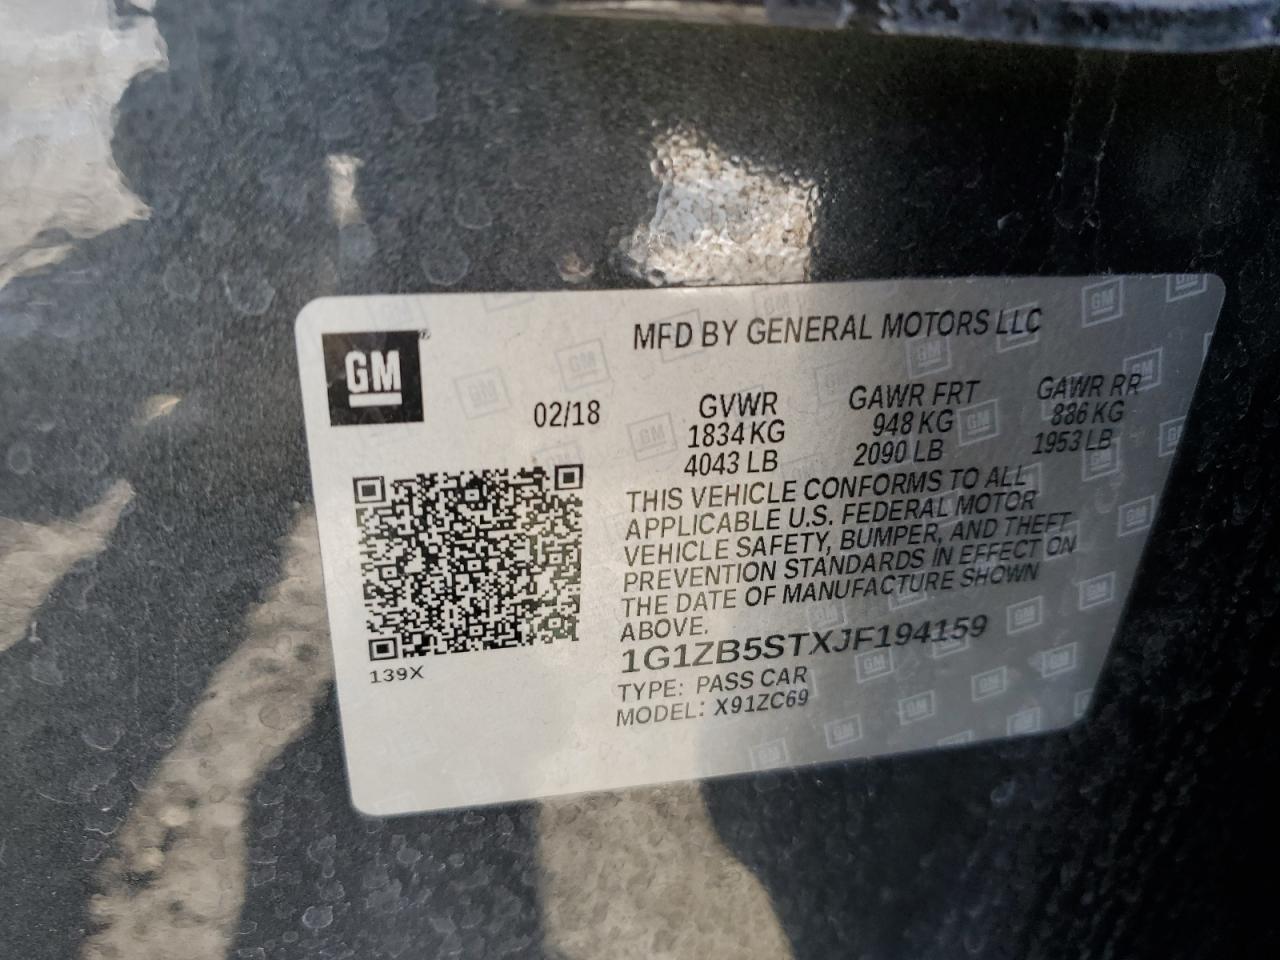 GM
MFD BY GENERAL MOTORS LLC
02/18
GVWR
1834 KG
4043 LB
GAWR FRT
948 KG
2090 LB
GAWR RR
886 KG
1953 LB
THIS VEHICLE CONFORMS TO ALL
APPLICABLE U.S. FEDERAL MOTOR
VEHICLE SAFETY, BUMPER, AND THEFT
PREVENTION STANDARDS IN EFFECT ON
THE DATE OF MANUFACTURE SHOWN
ABOVE.
1G1ZB5STXJF194159
TYPE: PASS CAR
MODEL: X91ZC69
139X